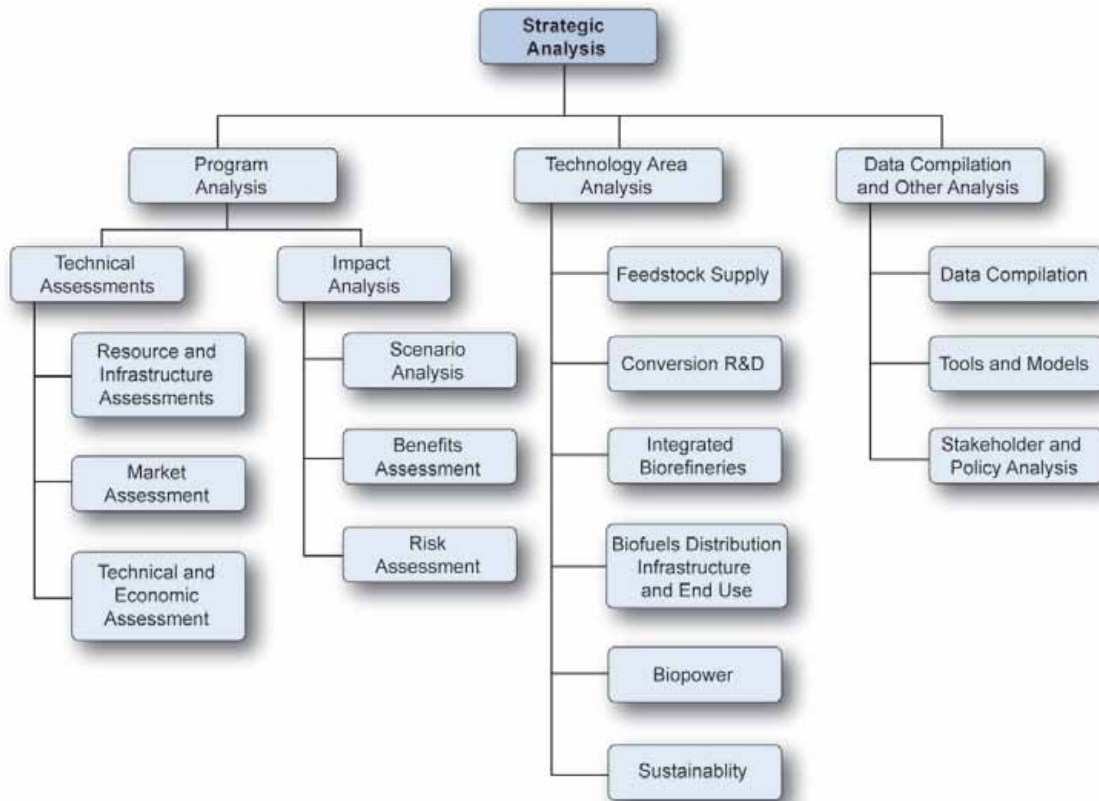 Strategic
Analysis
Program
Analysis
Technology Area
Analysis
Data Compilation
and Other Analysis
Technical
Assessments
Impact
Analysis
Resource and
Infrastructure
Assessments
Market
Assessment
Technical and
Economic
Assessment
Scenario
Analysis
Benefits
Assessment
Risk
Assessment
Feedstock Supply
Conversion R&D
Integrated
Biorefineries
Biofuels Distribution
Infrastructure
and End Use
Biopower
Sustainablity
Data Compilation
Tools and Models
Stakeholder and
Policy Analysis